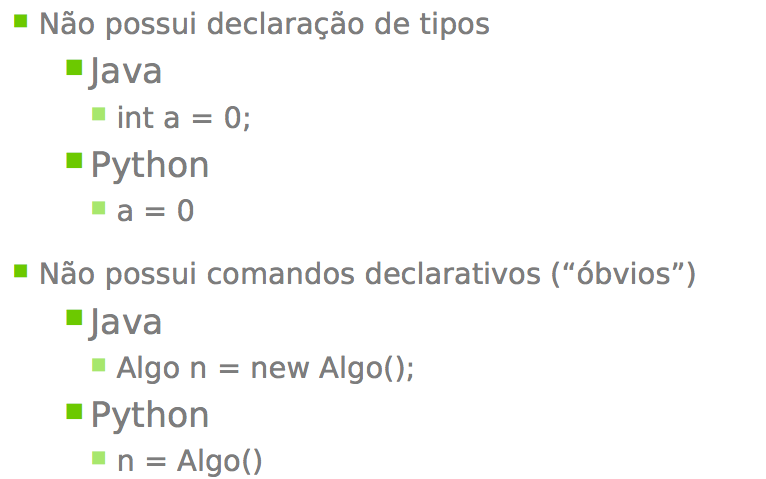 Não possui declaração de tipos
Java
int a = 0;
Python
a = 0
Não possui comandos declarativos (“óbvios”)
Java
Algo n = new Algo();
Python
n = Algo()